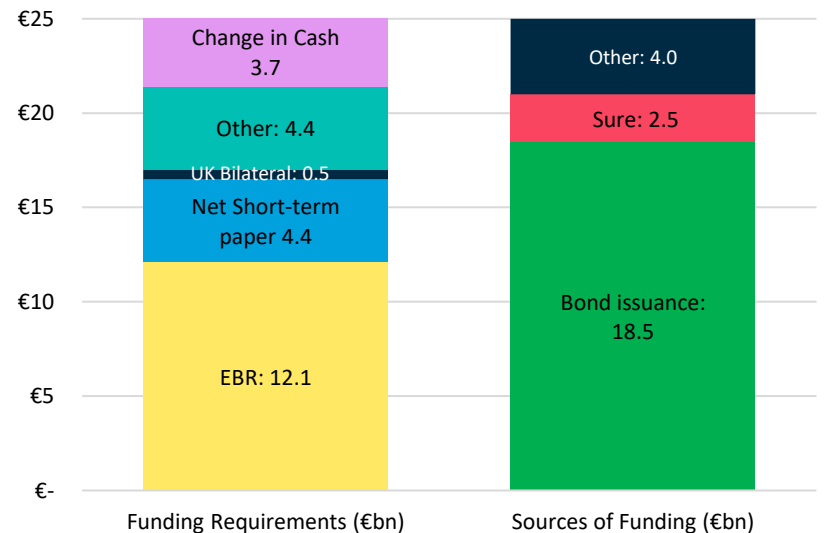 €25
€20
€15
€10
€5
€-
Change in Cash
3.7
Other: 4.4
UK Bilateral: 0.5
Net Short-term
paper 4.4
EBR: 12.1
Other: 4.0
Sure: 2.5
Bond issuance:
18.5
Funding Requirements (€bn)
Sources of Funding (€bn)